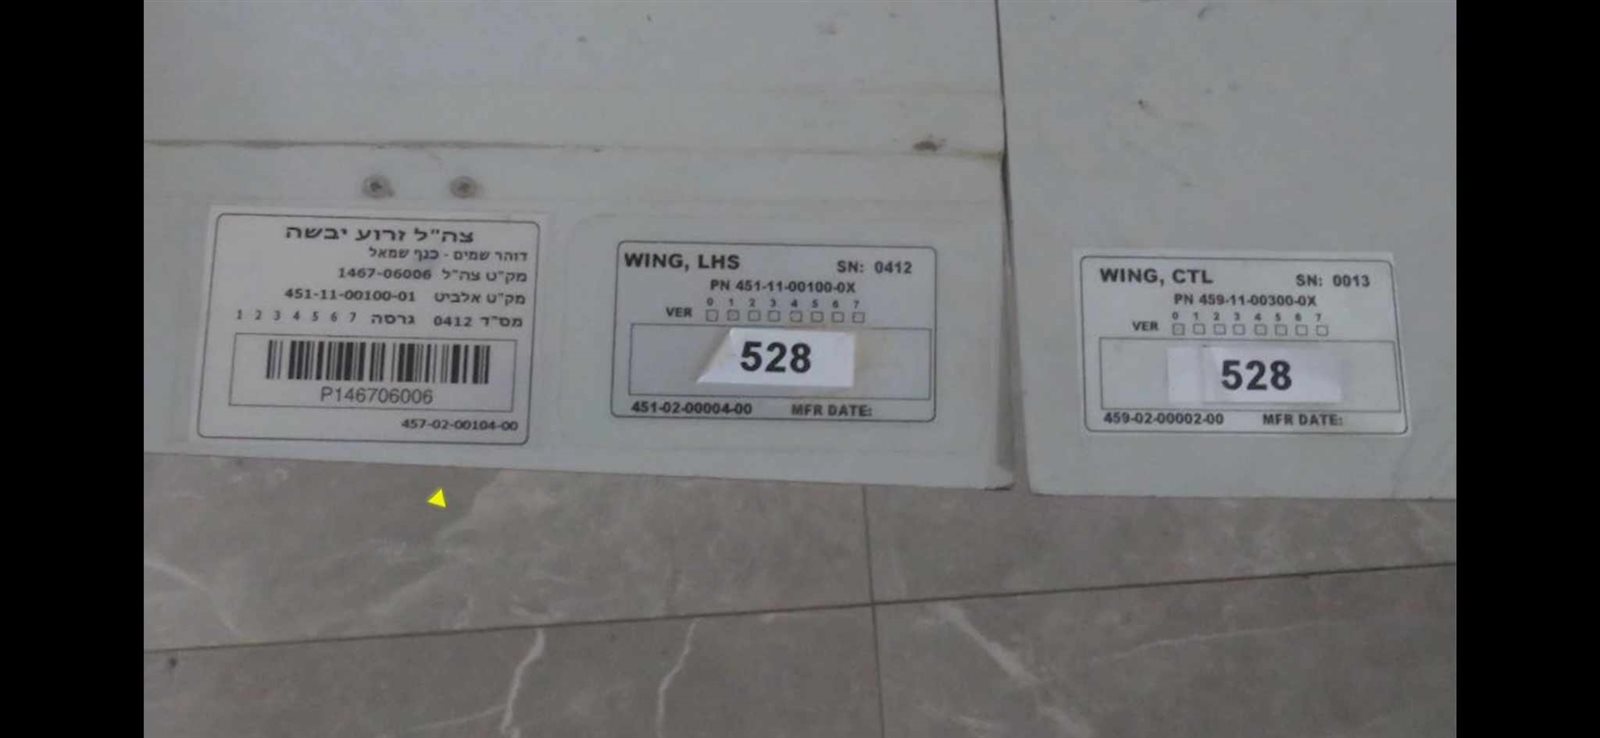 צה"ל זרוע יבשה
דוהר שמים - כנף שמאל
מק"ט צה"ל 1467-06006
מק"ט אלביט 451-11-00100-01
מס"ד 0412 גרסה 1 2 3 4 5 6 7
P146706006
457-02-00104-00
WING, LHS SN: 0412
PN 451-11-00100-0X
0 1 2 3 4 5 6 7
VER
528
451-02-00004-00 MFR DATE:
WING, CTL SN: 0013
PN 459-11-00300-0X
0 1 2 3 4 5 6 7
VER
528
459-02-00002-00 MFR DATE: